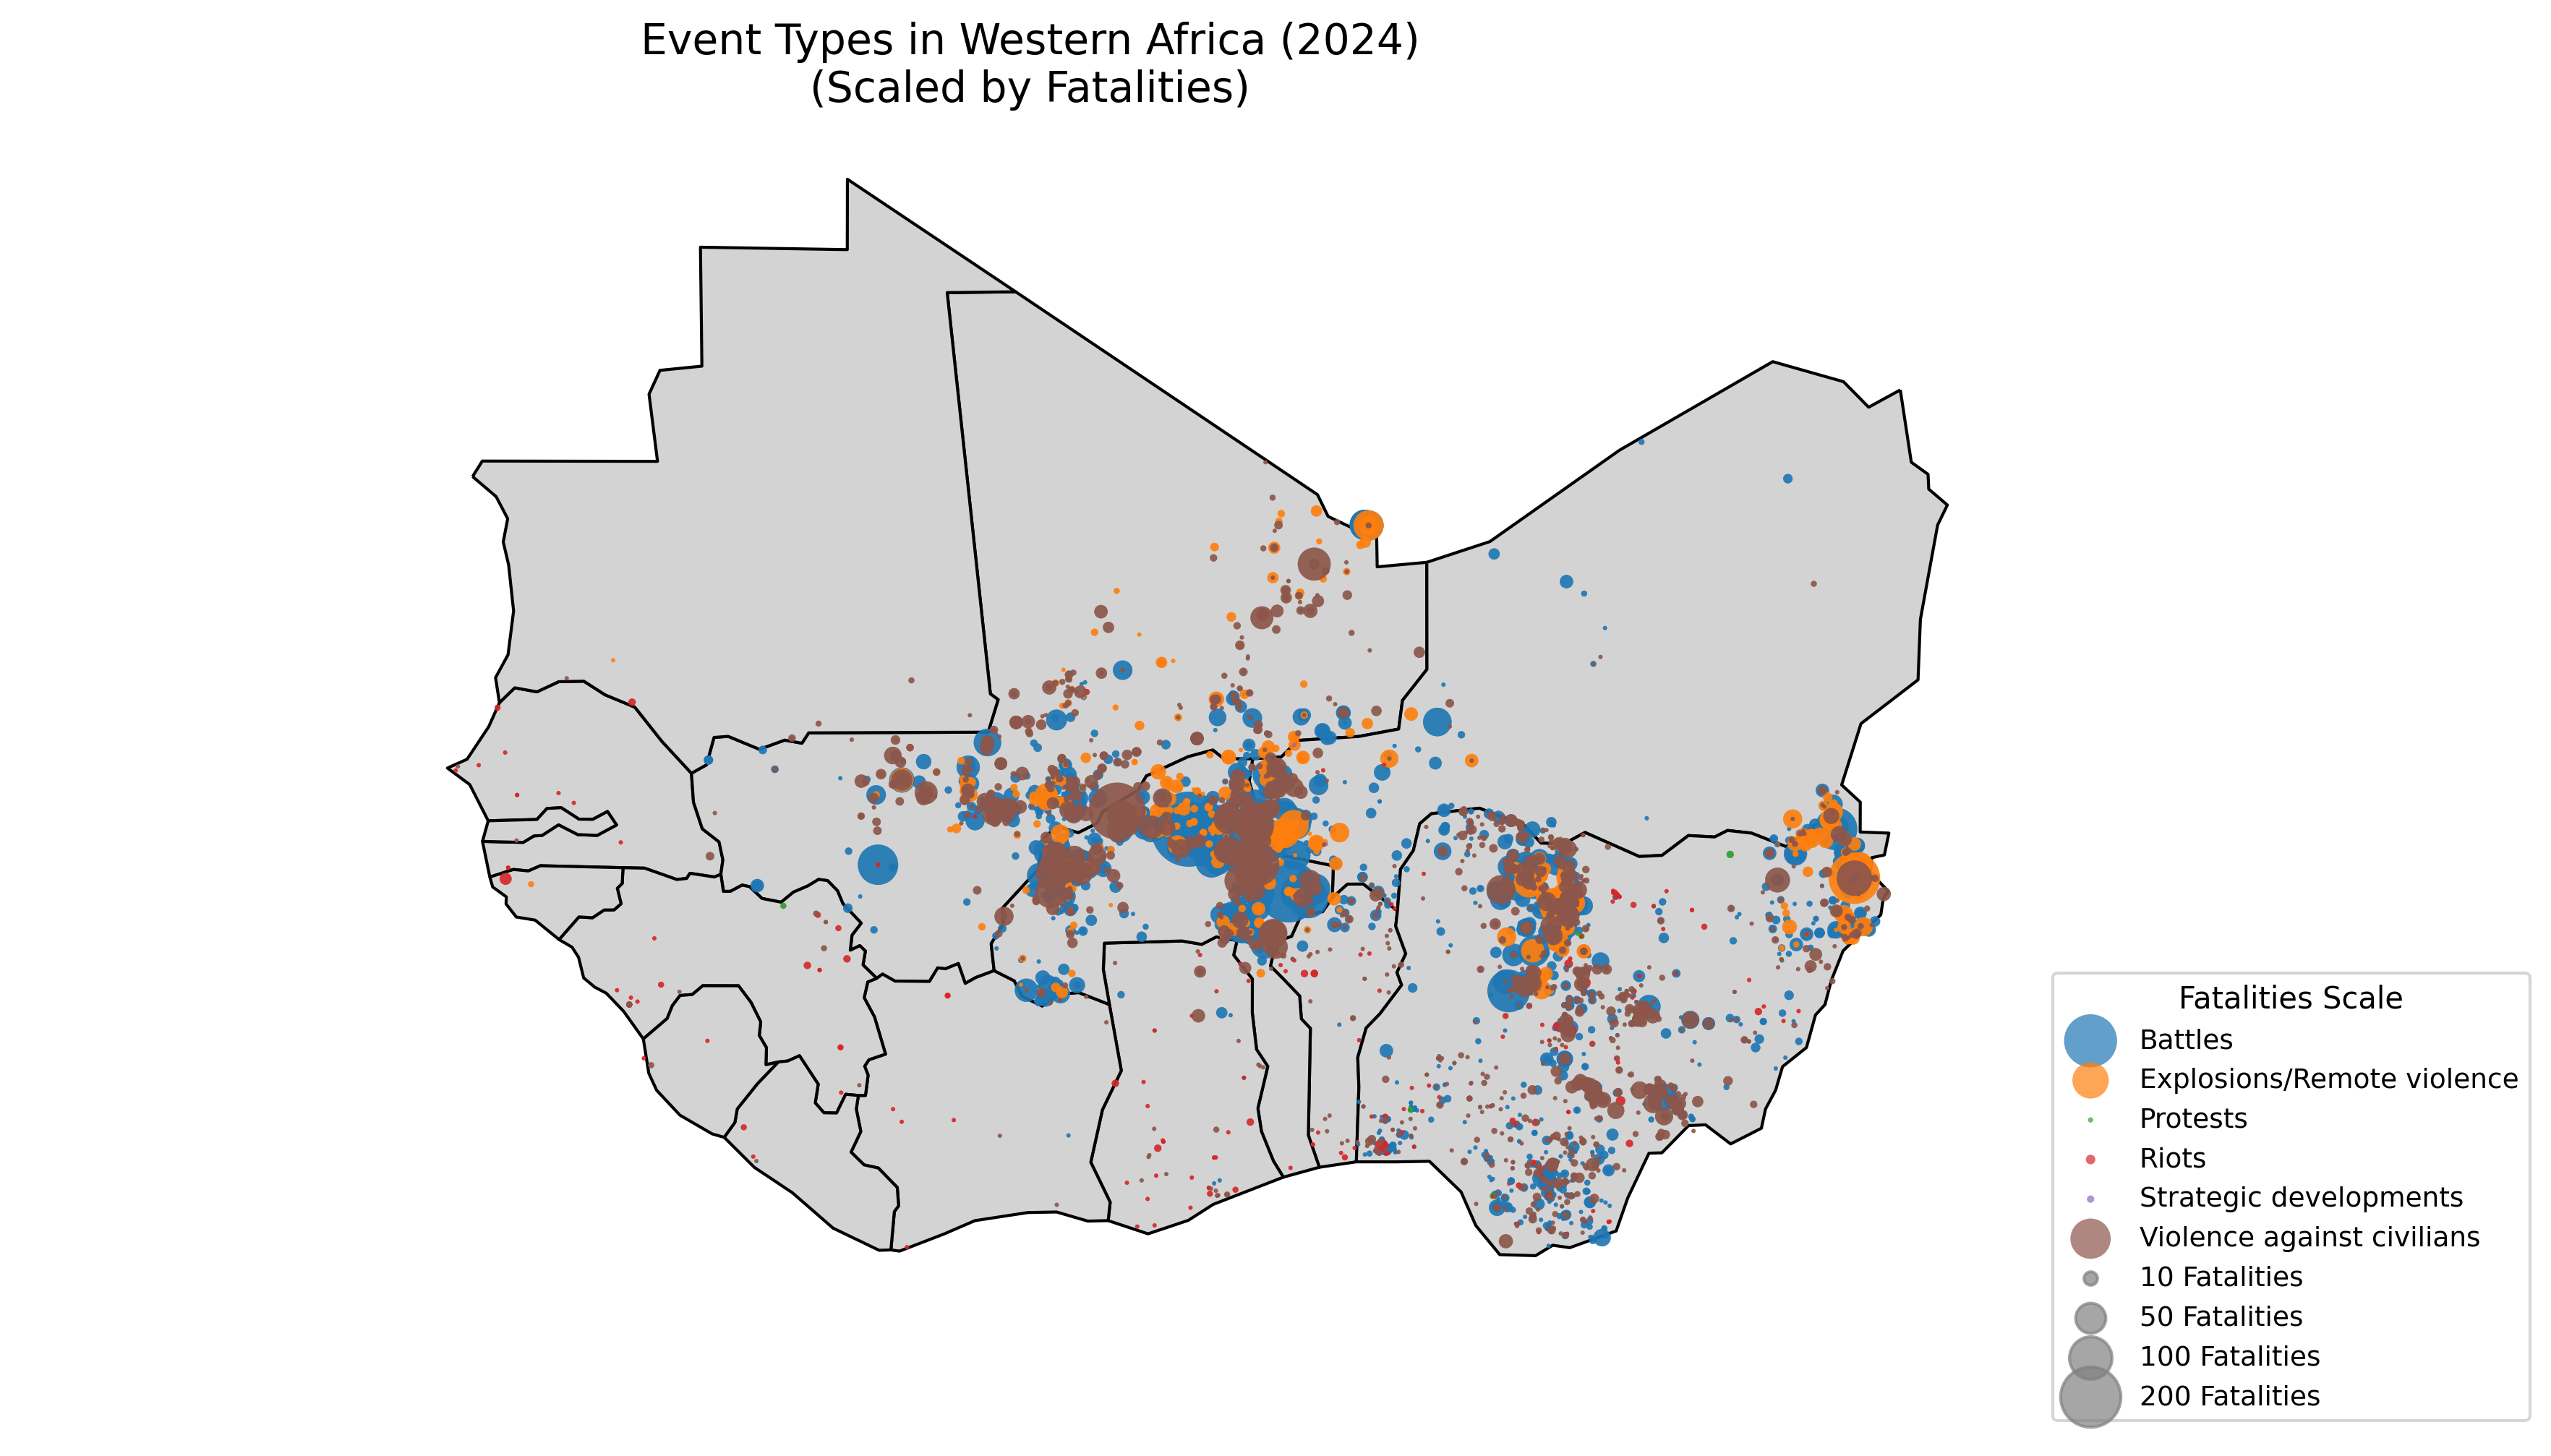 Event Types in Western Africa (2024)
(Scaled by Fatalities)
Fatalities Scale
Battles
Explosions/Remote violence
Protests
Riots
Strategic developments
Violence against civilians
10 Fatalities
50 Fatalities
100 Fatalities
200 Fatalities